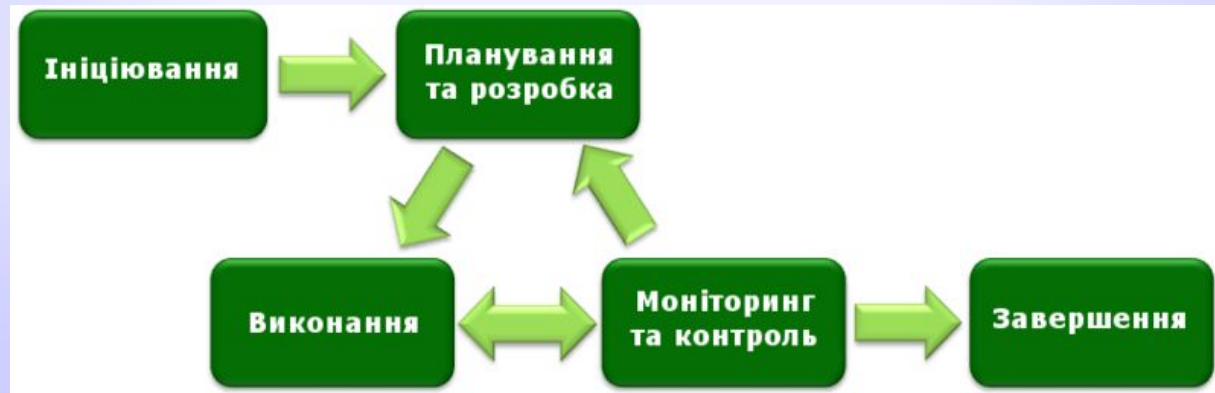 Ініціювання
Планування
та розробка
Виконання
Моніторинг
та контроль
Завершення